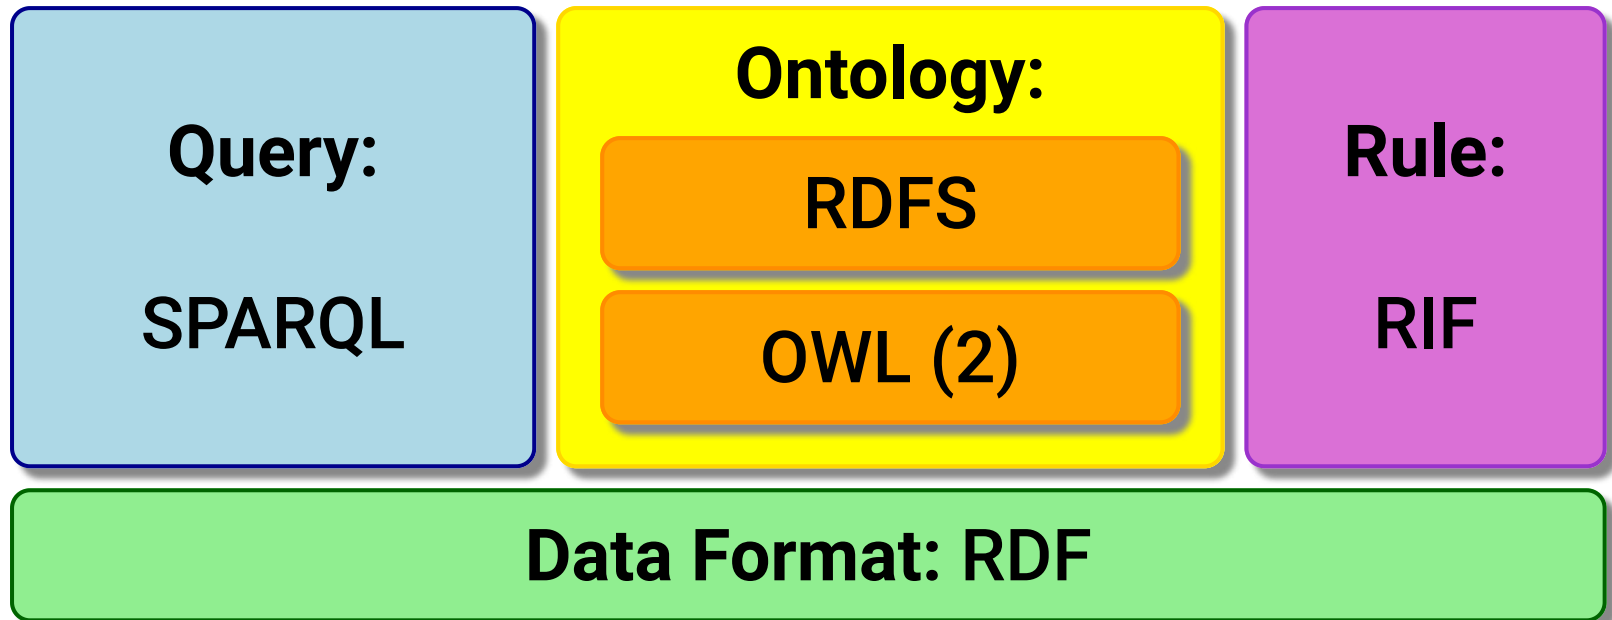 Query:
SPARQL
Ontology:
RDFS
OWL (2)
Rule:
RIF
Data Format: RDF